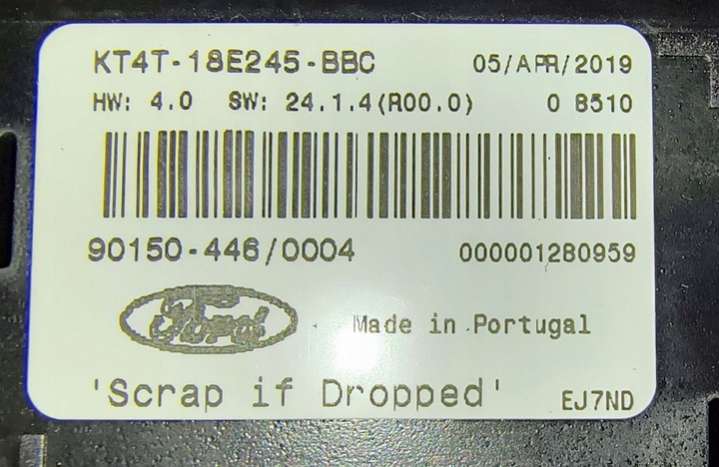 KT4T-18E245-BBC 05/APR/2019
HW: 4.0 SW: 24.1.4(R00.0) 0 8510
90150-446/0004 000001280959
Ford Made in Portugal
'Scrap if Dropped' EJ7ND